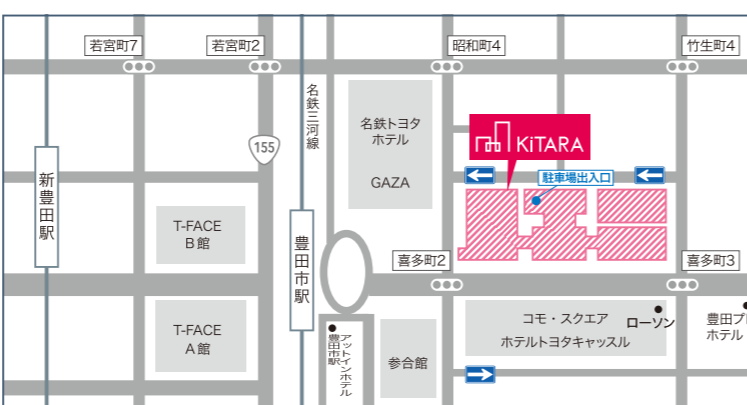 若宮町7
若宮町2
昭和町4
竹生町4
名鉄三河線
155
名鉄トヨタ
ホテル
GAZA
KiTARA
駐車場出入口
新豊田駅
T-FACE
B館
豊田市駅
喜多町2
喜多町3
T-FACE
A館
アットインホテル
豊田市駅
参合館
コモ・スクエア
ホテルトヨタキャッスル
ローソン
豊田プ
ホテル